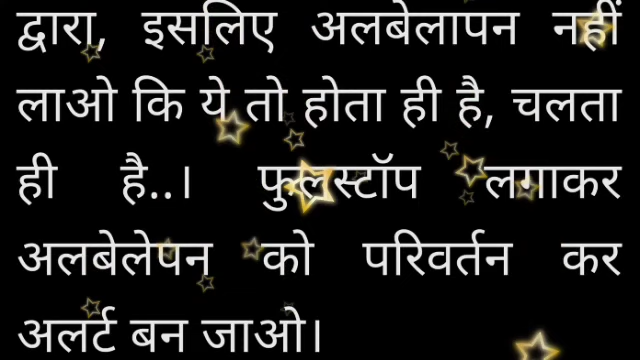 द्वारा, इसलिए अलबेलापन नहीं
लाओ कि ये तो होता ही है, चलता
ही है..। फुलस्टॉप लगाकर
अलबेलेपन को परिवर्तन कर
अलर्ट बन जाओ।